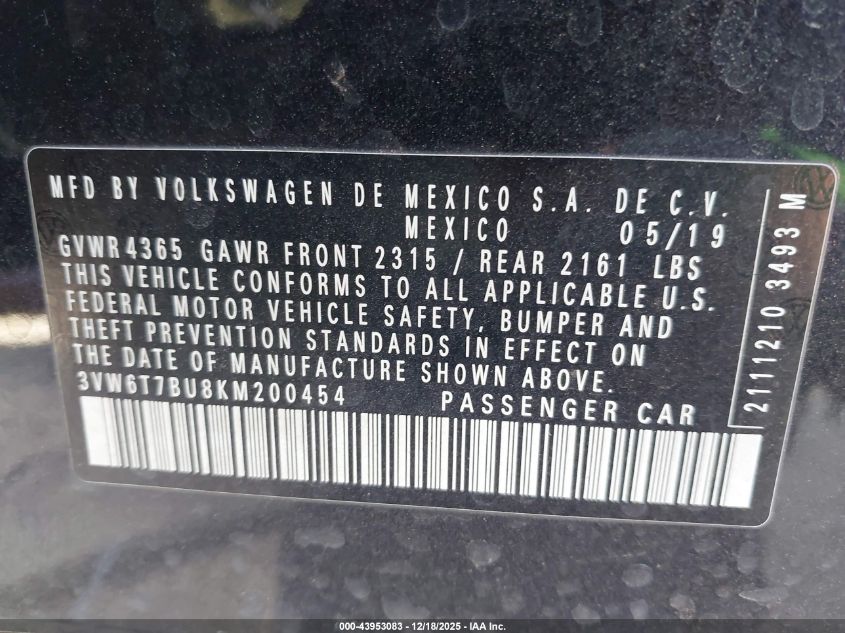 MFD BY VOLKSWAGEN DE MEXICO S.A. DE C.V.
MEXICO 05/19
GVWR 4365 GAWR FRONT 2315 / REAR 2161 LBS
THIS VEHICLE CONFORMS TO ALL APPLICABLE U.S.
FEDERAL MOTOR VEHICLE SAFETY, BUMPER AND
THEFT PREVENTION STANDARDS IN EFFECT ON
THE DATE OF MANUFACTURE SHOWN ABOVE.
3VW6T7BU8KM200454 PASSENGER CAR
2111210 3493 M
000-43953083 - 12/18/2025 - IAA Inc.